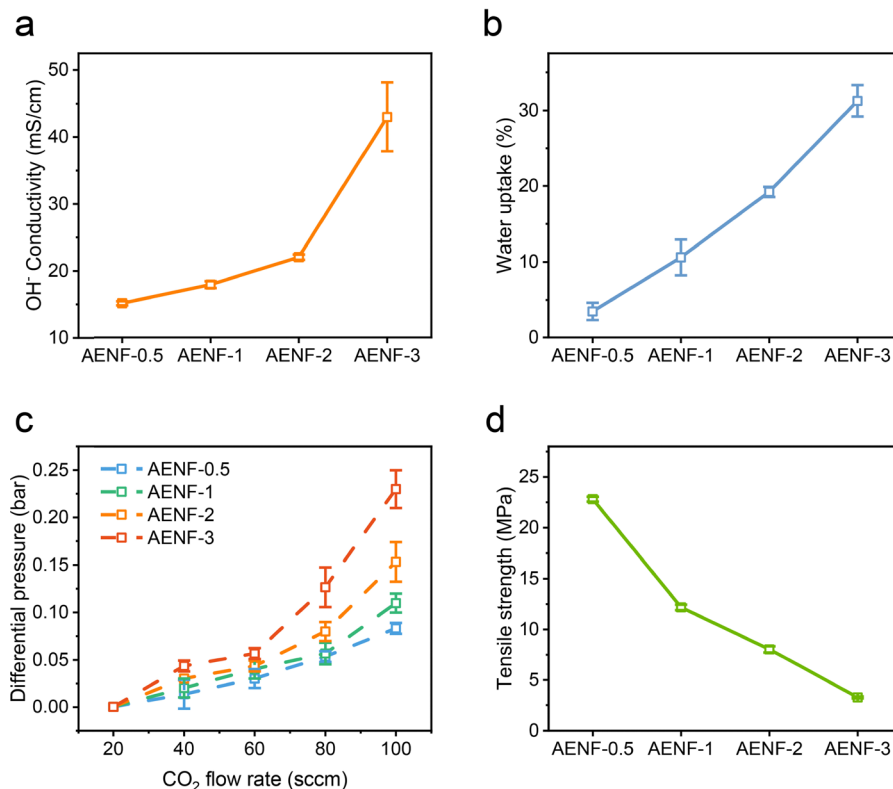 a
50
40
30
20
10
OH⁻ Conductivity (mS/cm)
AENF-0.5 AENF-1 AENF-2 AENF-3
b
30
20
10
0
Water uptake (%)
AENF-0.5 AENF-1 AENF-2 AENF-3
c
0.25
0.20
0.15
0.10
0.05
0.00
Differential pressure (bar)
AENF-0.5
AENF-1
AENF-2
AENF-3
20 40 60 80 100
CO₂ flow rate (sccm)
d
25
20
15
10
5
0
Tensile strength (MPa)
AENF-0.5 AENF-1 AENF-2 AENF-3